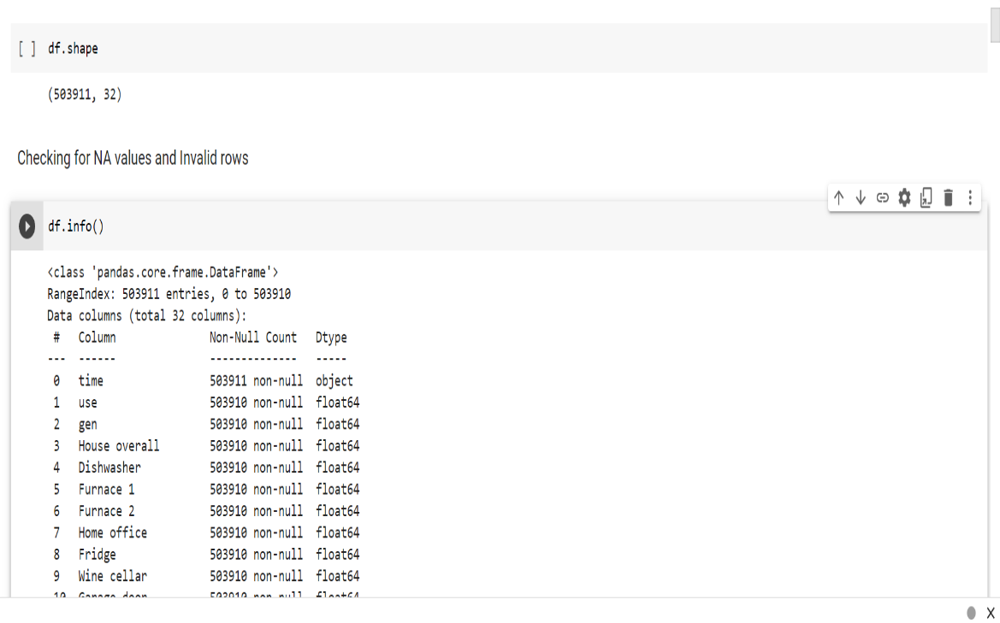 [ ] df.shape
(503911, 32)
Checking for NA values and Invalid rows
df.info()
<class 'pandas.core.frame.DataFrame'>
RangeIndex: 503911 entries, 0 to 503910
Data columns (total 32 columns):
# Column Non-Null Count Dtype
--- ------ -------------- -----
0 time 503911 non-null object
1 use 503910 non-null float64
2 gen 503910 non-null float64
3 House overall 503910 non-null float64
4 Dishwasher 503910 non-null float64
5 Furnace 1 503910 non-null float64
6 Furnace 2 503910 non-null float64
7 Home office 503910 non-null float64
8 Fridge 503910 non-null float64
9 Wine cellar 503910 non-null float64
10 Garage door 503910 non-null float64